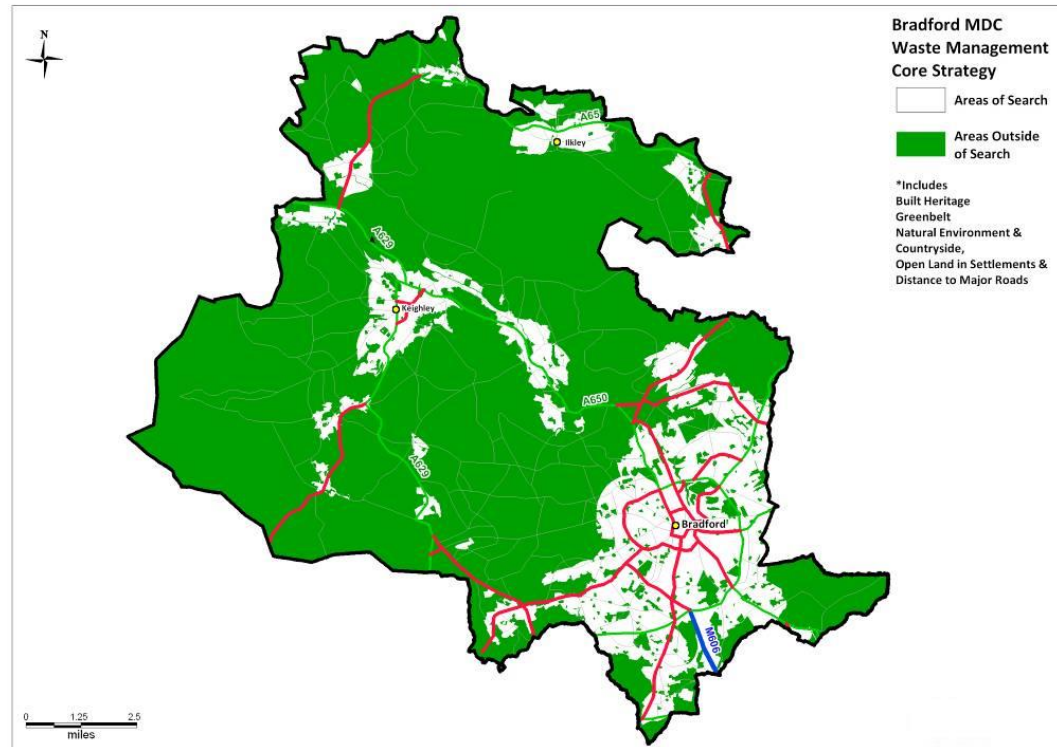 Bradford MDC
Waste Management
Core Strategy
Areas of Search
Areas Outside
of Search
*Includes
Built Heritage
Greenbelt
Natural Environment &
Countryside,
Open Land in Settlements &
Distance to Major Roads
N
A65
Ilkley
A629
Keighley
A650
A629
Bradford
M606
0 1.25 2.5
miles